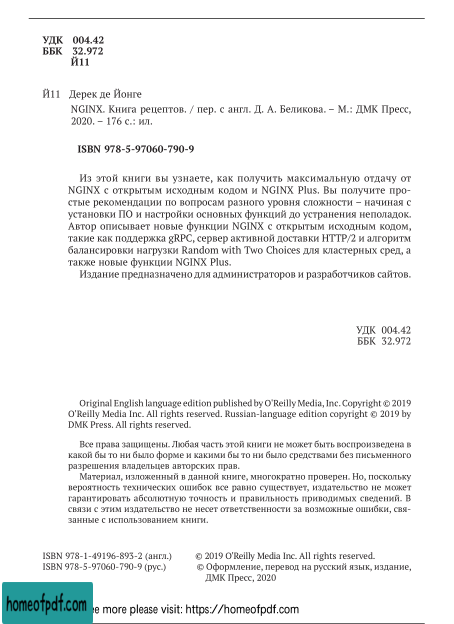 УДК 004.42
ББК 32.972
Й11
Й11 Дерек де Йонге
NGINX. Книга рецептов. / пер. с англ. Д. А. Беликова. – М.: ДМК Пресс,
2020. – 176 с.: ил.
ISBN 978-5-97060-790-9
Из этой книги вы узнаете, как получить максимальную отдачу от
NGINX с открытым исходным кодом и NGINX Plus. Вы получите про-
стые рекомендации по вопросам разного уровня сложности – начиная с
установки ПО и настройки основных функций до устранения неполадок.
Автор описывает новые функции NGINX с открытым исходным кодом,
такие как поддержка gRPC, сервер активной доставки HTTP/2 и алгоритм
балансировки нагрузки Random with Two Choices для кластерных сред, а
также новые функции NGINX Plus.
Издание предназначено для администраторов и разработчиков сайтов.
УДК 004.42
ББК 32.972
Original English language edition published by O'Reilly Media, Inc. Copyright © 2019
O'Reilly Media Inc. All rights reserved. Russian-language edition copyright © 2019 by
DMK Press. All rights reserved.
Все права защищены. Любая часть этой книги не может быть воспроизведена в
какой бы то ни было форме и какими бы то ни было средствами без письменного
разрешения владельцев авторских прав.
Материал, изложенный в данной книге, многократно проверен. Но, поскольку
вероятность технических ошибок все равно существует, издательство не может
гарантировать абсолютную точность и правильность приводимых сведений. В
связи с этим издательство не несет ответственности за возможные ошибки, свя-
занные с использованием книги.
ISBN 978-1-49196-893-2 (англ.) © 2019 O'Reilly Media Inc. All rights reserved.
ISBN 978-5-97060-790-9 (рус.) © Оформление, перевод на русский язык, издание,
ДМК Пресс, 2020
homeofpdf.com ee more please visit: https://homeofpdf.com